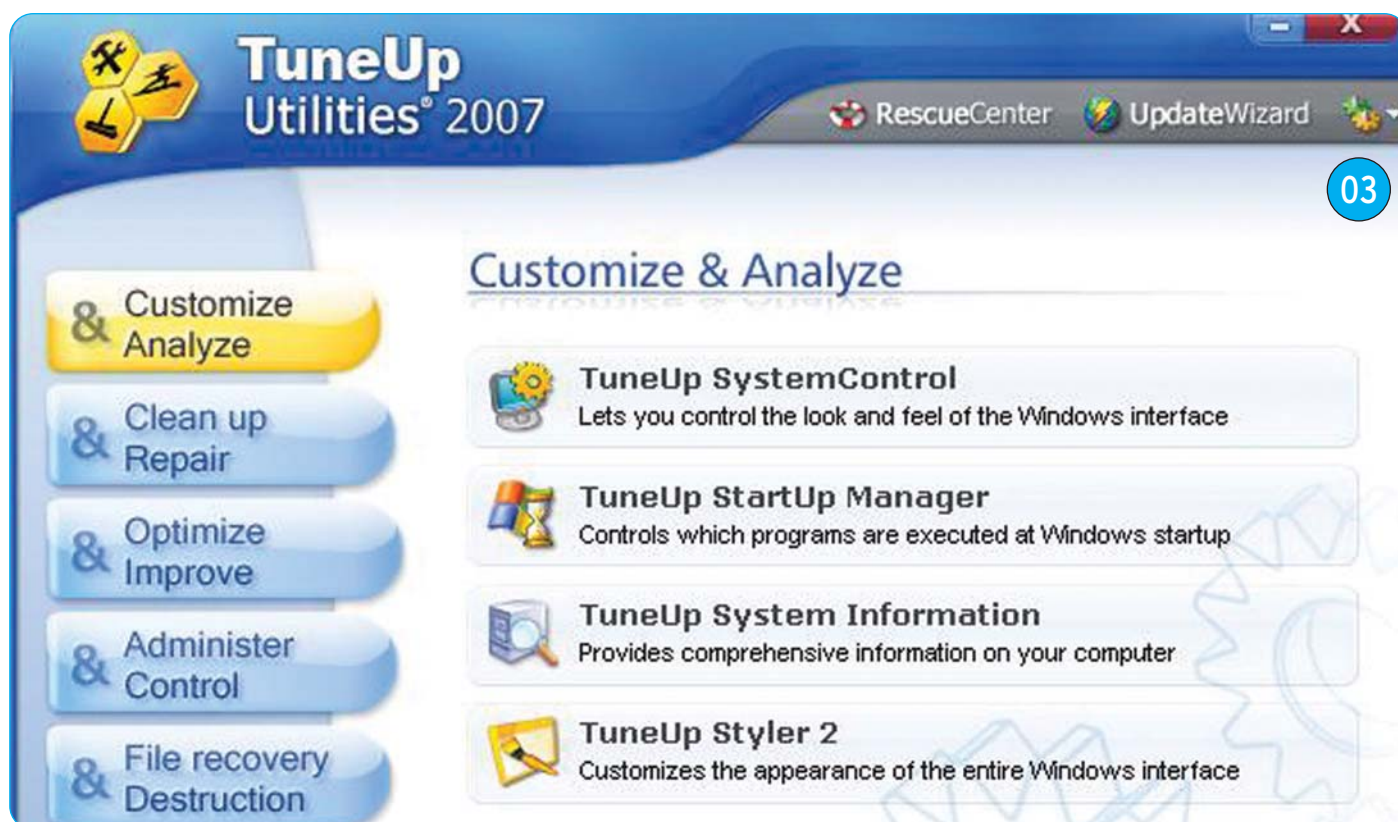 TuneUp
Utilities® 2007
X
RescueCenter UpdateWizard
03
Customize & Analyze
& Customize
Analyze
& Clean up
Repair
& Optimize
Improve
& Administer
Control
& File recovery
Destruction
TuneUp SystemControl
Lets you control the look and feel of the Windows interface
TuneUp StartUp Manager
Controls which programs are executed at Windows startup
TuneUp System Information
Provides comprehensive information on your computer
TuneUp Styler 2
Customizes the appearance of the entire Windows interface